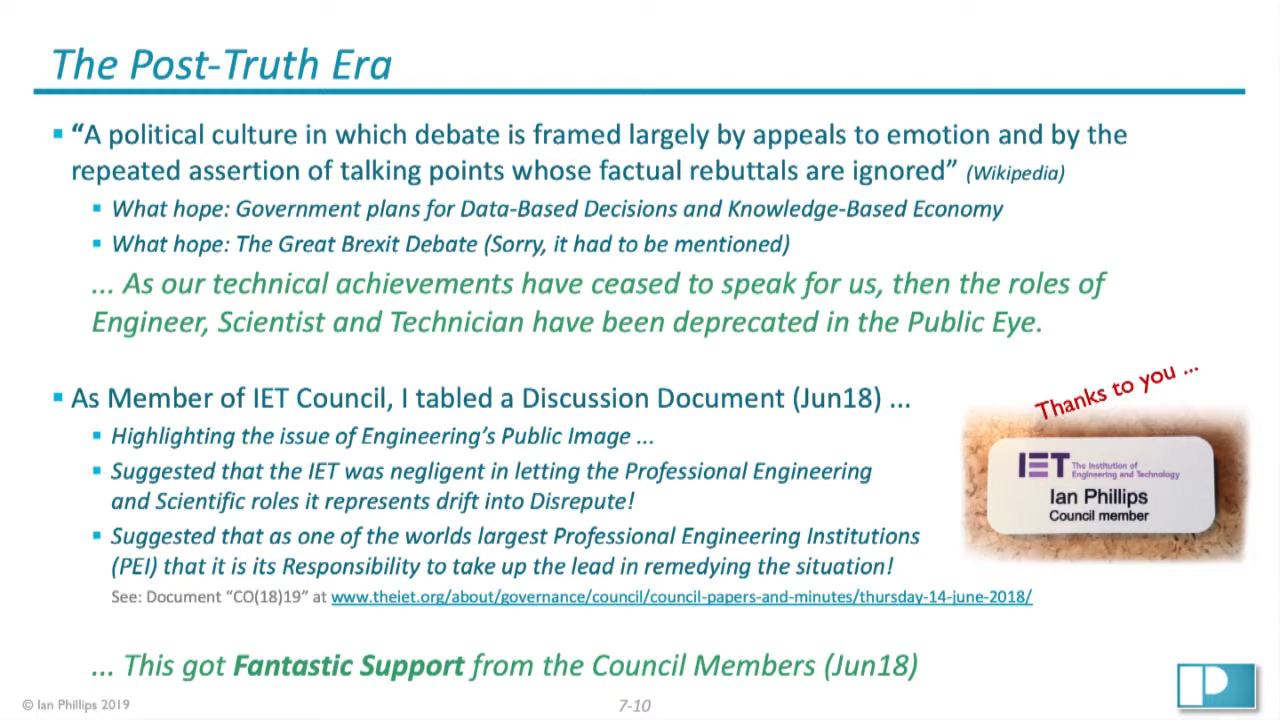 The Post-Truth Era
“A political culture in which debate is framed largely by appeals to emotion and by the
repeated assertion of talking points whose factual rebuttals are ignored” (Wikipedia)
What hope: Government plans for Data-Based Decisions and Knowledge-Based Economy
What hope: The Great Brexit Debate (Sorry, it had to be mentioned)
... As our technical achievements have ceased to speak for us, then the roles of
Engineer, Scientist and Technician have been deprecated in the Public Eye.
As Member of IET Council, I tabled a Discussion Document (Jun18) ...
Highlighting the issue of Engineering’s Public Image ...
Suggested that the IET was negligent in letting the Professional Engineering
and Scientific roles it represents drift into Disrepute!
Suggested that as one of the worlds largest Professional Engineering Institutions
(PEI) that it is its Responsibility to take up the lead in remedying the situation!
See: Document “CO(18)19” at www.theiet.org/about/governance/council/council-papers-and-minutes/thursday-14-june-2018/
Thanks to you ...
IET The Institution of
Engineering and Technology
Ian Phillips
Council member
... This got Fantastic Support from the Council Members (Jun18)
© Ian Phillips 2019
7-10
P